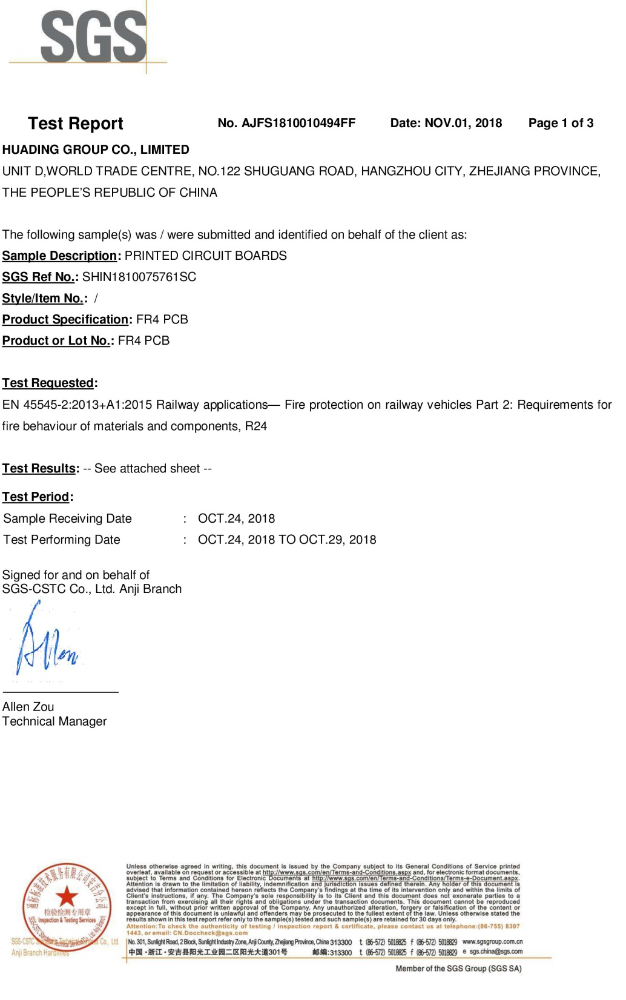 SGS
Test Report No. AJFS1810010494FF Date: NOV.01, 2018 Page 1 of 3
HUADING GROUP CO., LIMITED
UNIT D,WORLD TRADE CENTRE, NO.122 SHUGUANG ROAD, HANGZHOU CITY, ZHEJIANG PROVINCE,
THE PEOPLE'S REPUBLIC OF CHINA
The following sample(s) was / were submitted and identified on behalf of the client as:
Sample Description: PRINTED CIRCUIT BOARDS
SGS Ref No.: SHIN1810075761SC
Style/Item No.: /
Product Specification: FR4 PCB
Product or Lot No.: FR4 PCB
Test Requested:
EN 45545-2:2013+A1:2015 Railway applications— Fire protection on railway vehicles Part 2: Requirements for
fire behaviour of materials and components, R24
Test Results: -- See attached sheet --
Test Period:
Sample Receiving Date : OCT.24, 2018
Test Performing Date : OCT.24, 2018 TO OCT.29, 2018
Signed for and on behalf of
SGS-CSTC Co., Ltd. Anji Branch
Allen
Allen Zou
Technical Manager
检验检测专用章
Inspection & Testing Services
SGS-CSTC Standards Technical Services Co., Ltd.
Anji Branch Hardlines
Unless otherwise agreed in writing, this document is issued by the Company subject to its General Conditions of Service printed
overleaf, available on request or accessible at http://www.sgs.com/en/Terms-and-Conditions.aspx and, for electronic format documents,
subject to Terms and Conditions for Electronic Documents at http://www.sgs.com/en/Terms-and-Conditions/Terms-e-Document.aspx.
Attention is drawn to the limitation of liability, indemnification and jurisdiction issues defined therein. Any holder of this document is
advised that information contained hereon reflects the Company's findings at the time of its intervention only and within the limits of
Client's instructions, if any. The Company's sole responsibility is to its Client and this document does not exonerate parties to a
transaction from exercising all their rights and obligations under the transaction documents. This document cannot be reproduced
except in full, without prior written approval of the Company. Any unauthorized alteration, forgery or falsification of the content or
appearance of this document is unlawful and offenders may be prosecuted to the fullest extent of the law. Unless otherwise stated the
results shown in this test report refer only to the sample(s) tested and such sample(s) are retained for 30 days only.
Attention:To check the authenticity of testing / inspection report & certificate, please contact us at telephone:(86-755) 8307
1443, or email: CN.Doccheck@sgs.com
No. 301, Sunlight Road, 2 Block, Sunlight Industry Zone, Anji County, Zhejiang Province, China 313300 t (86-572) 5018825 f (86-572) 5018829 www.sgsgroup.com.cn
中国·浙江·安吉县阳光工业园二区阳光大道301号 邮编:313300 t (86-572) 5018825 f (86-572) 5018829 e sgs.china@sgs.com
Member of the SGS Group (SGS SA)